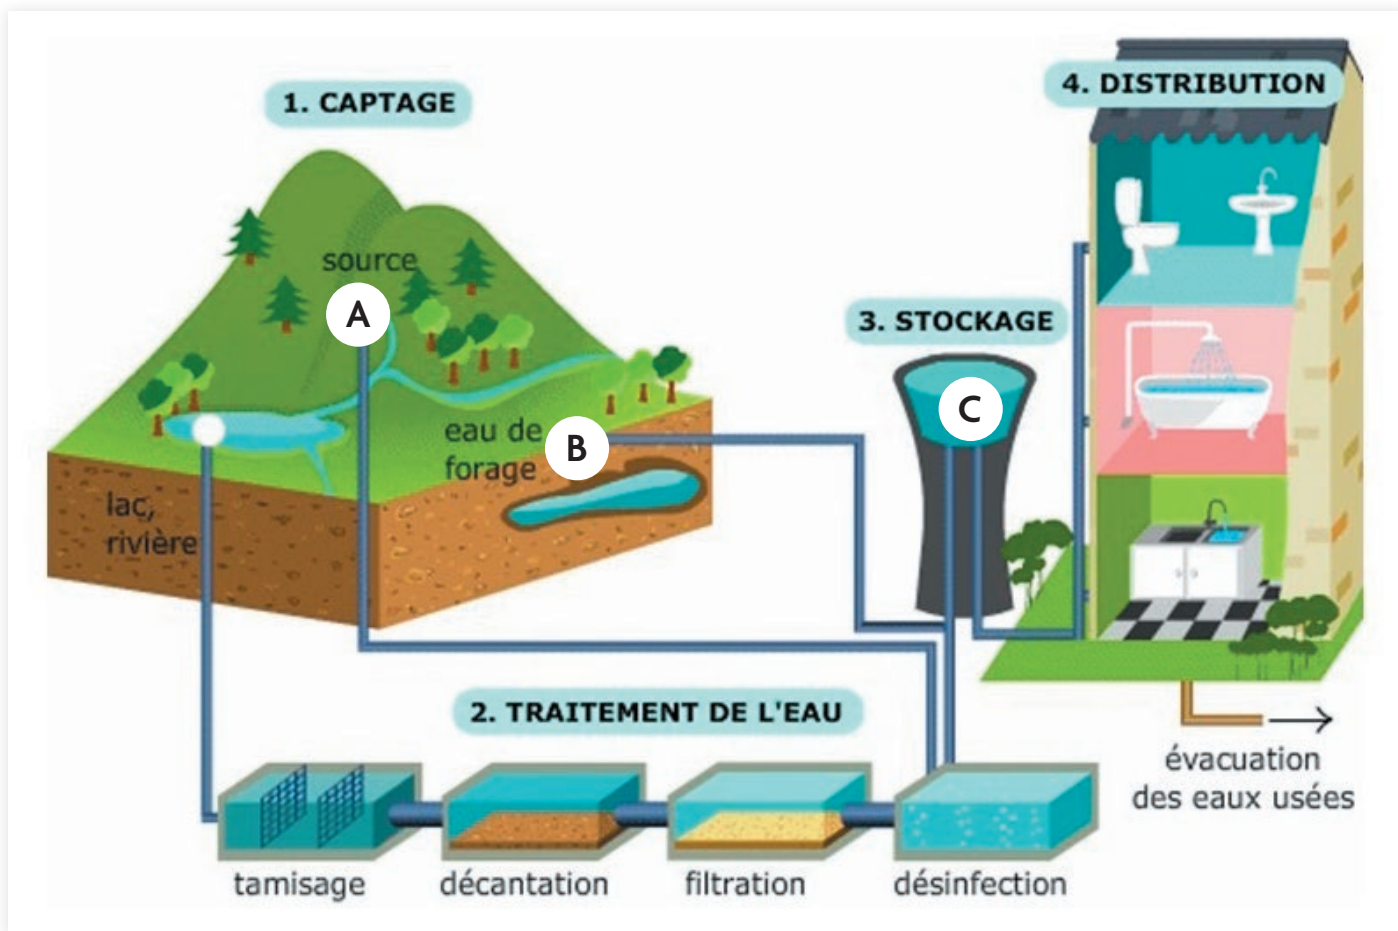 1. CAPTAGE
source
A
eau de
forage
B
lac,
rivière
2. TRAITEMENT DE L'EAU
tamisage
décantation
filtration
désinfection
3. STOCKAGE
C
4. DISTRIBUTION
évacuation
des eaux usées